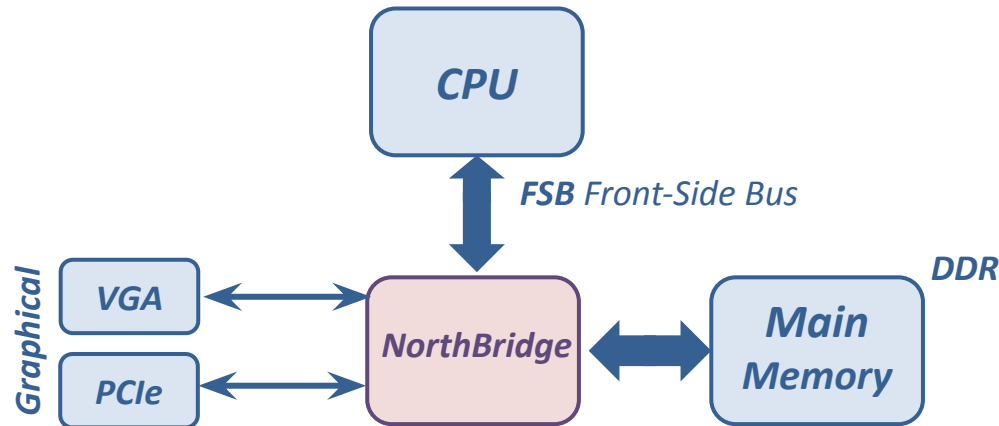 CPU
FSB Front-Side Bus
DDR
Graphical
VGA
NorthBridge
Main
Memory
PCIe